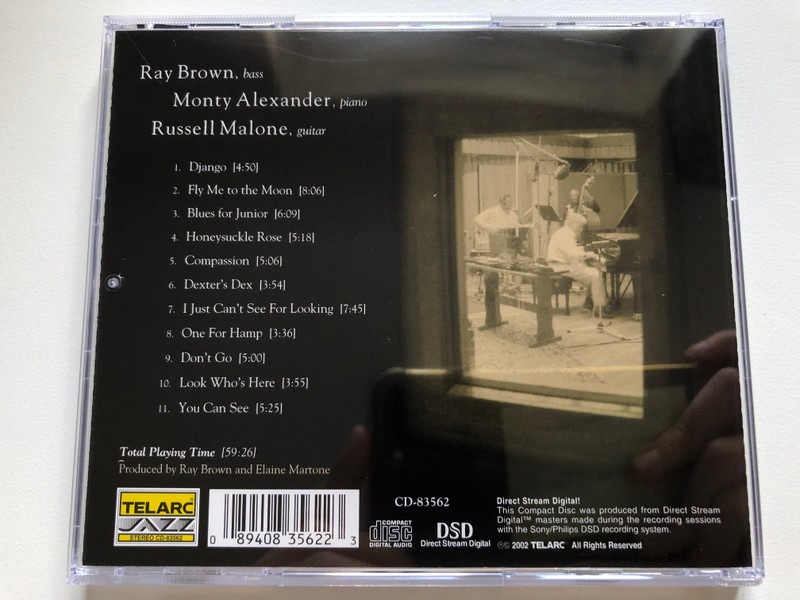 Ray Brown, bass
Monty Alexander, piano
Russell Malone, guitar
1. Django [4:50]
2. Fly Me to the Moon [8:06]
3. Blues for Junior [6:09]
4. Honeysuckle Rose [5:18]
5. Compassion [5:06]
6. Dexter's Dex [3:54]
7. I Just Can't See For Looking [7:45]
8. One For Hamp [3:36]
9. Don't Go [5:00]
10. Look Who's Here [3:55]
11. You Can See [5:25]
Total Playing Time [59:26]
Produced by Ray Brown and Elaine Martone
TELARC
JAZZ
STEREO CD-83562
0 89408 35622 3
CD-83562
COMPACT
disc
DIGITAL AUDIO
DSD
Direct Stream Digital
Direct Stream Digital!
This Compact Disc was produced from Direct Stream
Digital™ masters made during the recording sessions
with the Sony/Philips DSD recording system.
℗© 2002 TELARC All Rights Reserved